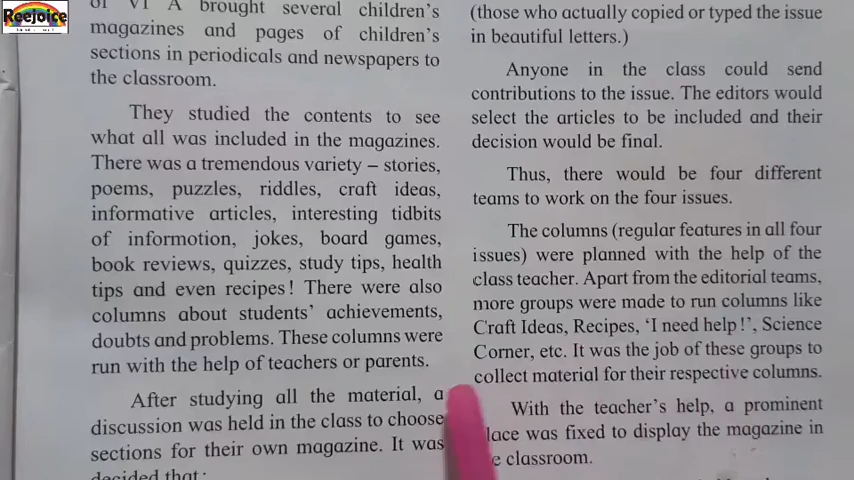 Reejoice
of VI A brought several children's
magazines and pages of children's
sections in periodicals and newspapers to
the classroom.
They studied the contents to see
what all was included in the magazines.
There was a tremendous variety – stories,
poems, puzzles, riddles, craft ideas,
informative articles, interesting tidbits
of informotion, jokes, board games,
book reviews, quizzes, study tips, health
tips and even recipes! There were also
columns about students' achievements,
doubts and problems. These columns were
run with the help of teachers or parents.
After studying all the material, a
discussion was held in the class to choose
sections for their own magazine. It was
decided that:
(those who actually copied or typed the issue
in beautiful letters.)
Anyone in the class could send
contributions to the issue. The editors would
select the articles to be included and their
decision would be final.
Thus, there would be four different
teams to work on the four issues.
The columns (regular features in all four
issues) were planned with the help of the
class teacher. Apart from the editorial teams,
more groups were made to run columns like
Craft Ideas, Recipes, 'I need help!', Science
Corner, etc. It was the job of these groups to
collect material for their respective columns.
With the teacher's help, a prominent
lace was fixed to display the magazine in
e classroom.